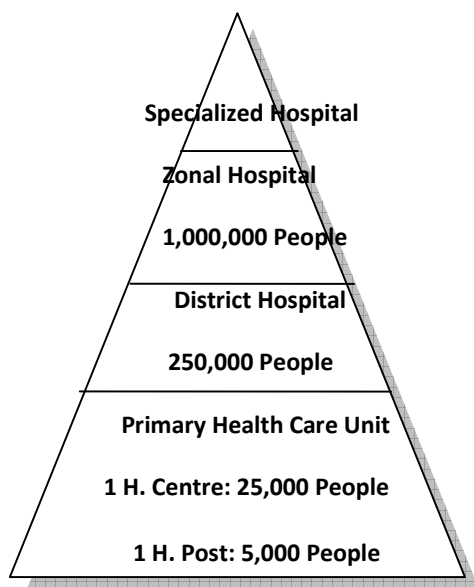 Specialized Hospital
Zonal Hospital
1,000,000 People
District Hospital
250,000 People
Primary Health Care Unit
1 H. Centre: 25,000 People
1 H. Post: 5,000 People